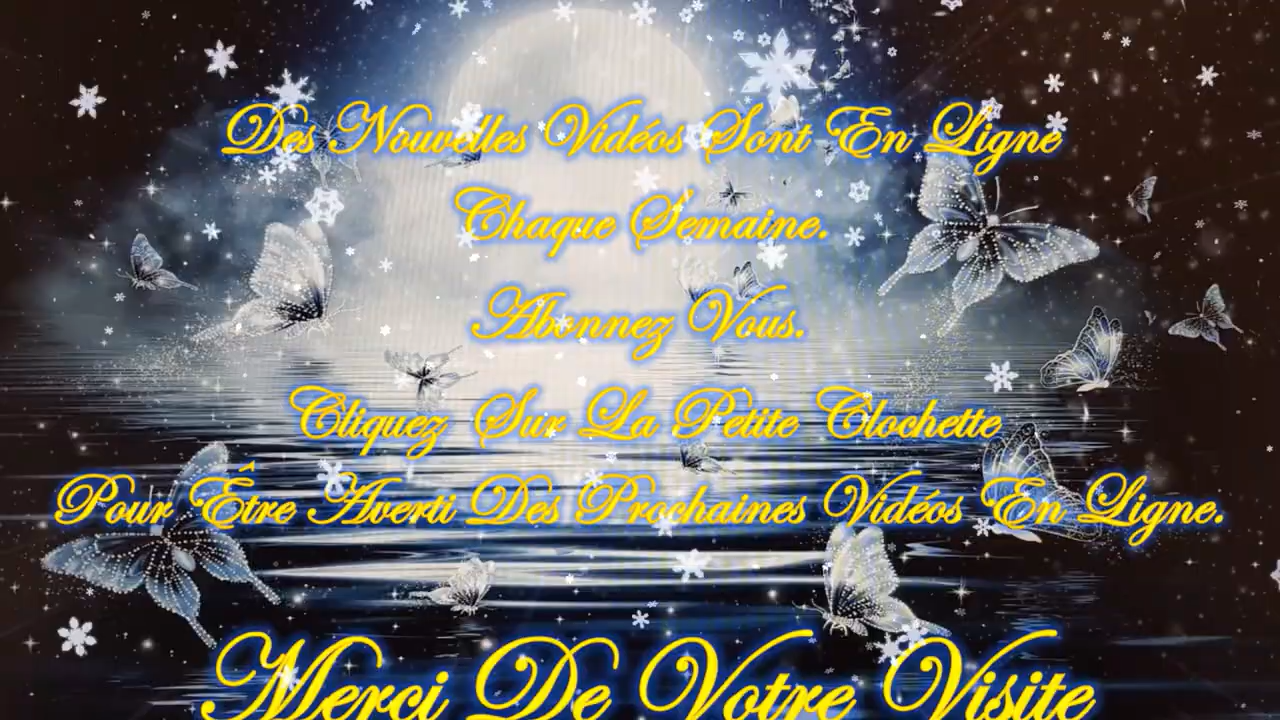 Des Nouvelles Vidéos Sont En Ligne
Chaque Semaine.
Abonnez Vous.
Cliquez Sur La Petite Clochette
Pour Être Averti Des Prochaines Vidéos En Ligne.
Merci De Votre Visite